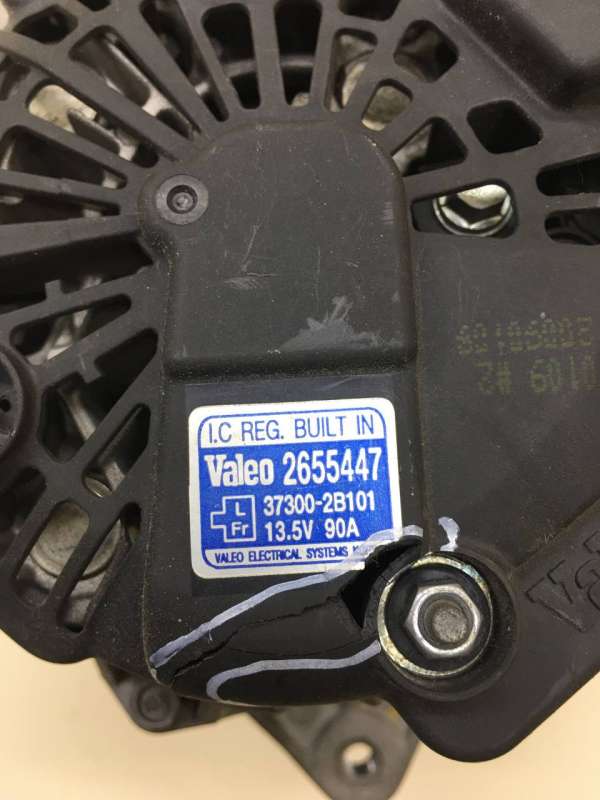 I.C REG. BUILT IN
Valeo 2655447
L
Fr
37300-2B101
13.5V 90A
VALEO ELECTRICAL SYSTEMS